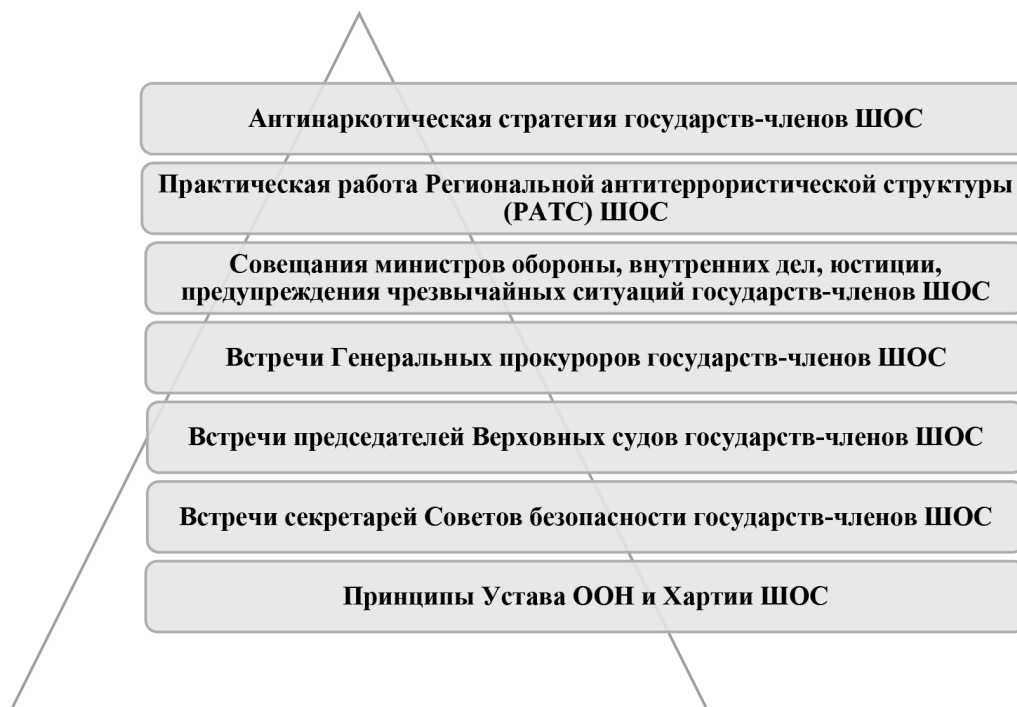 Антинаркотическая стратегия государств-членов ШОС
Практическая работа Региональной антитеррористической структуры
(РАТС) ШОС
Совещания министров обороны, внутренних дел, юстиции,
предупреждения чрезвычайных ситуаций государств-членов ШОС
Встречи Генеральных прокуроров государств-членов ШОС
Встречи председателей Верховных судов государств-членов ШОС
Встречи секретарей Советов безопасности государств-членов ШОС
Принципы Устава ООН и Хартии ШОС